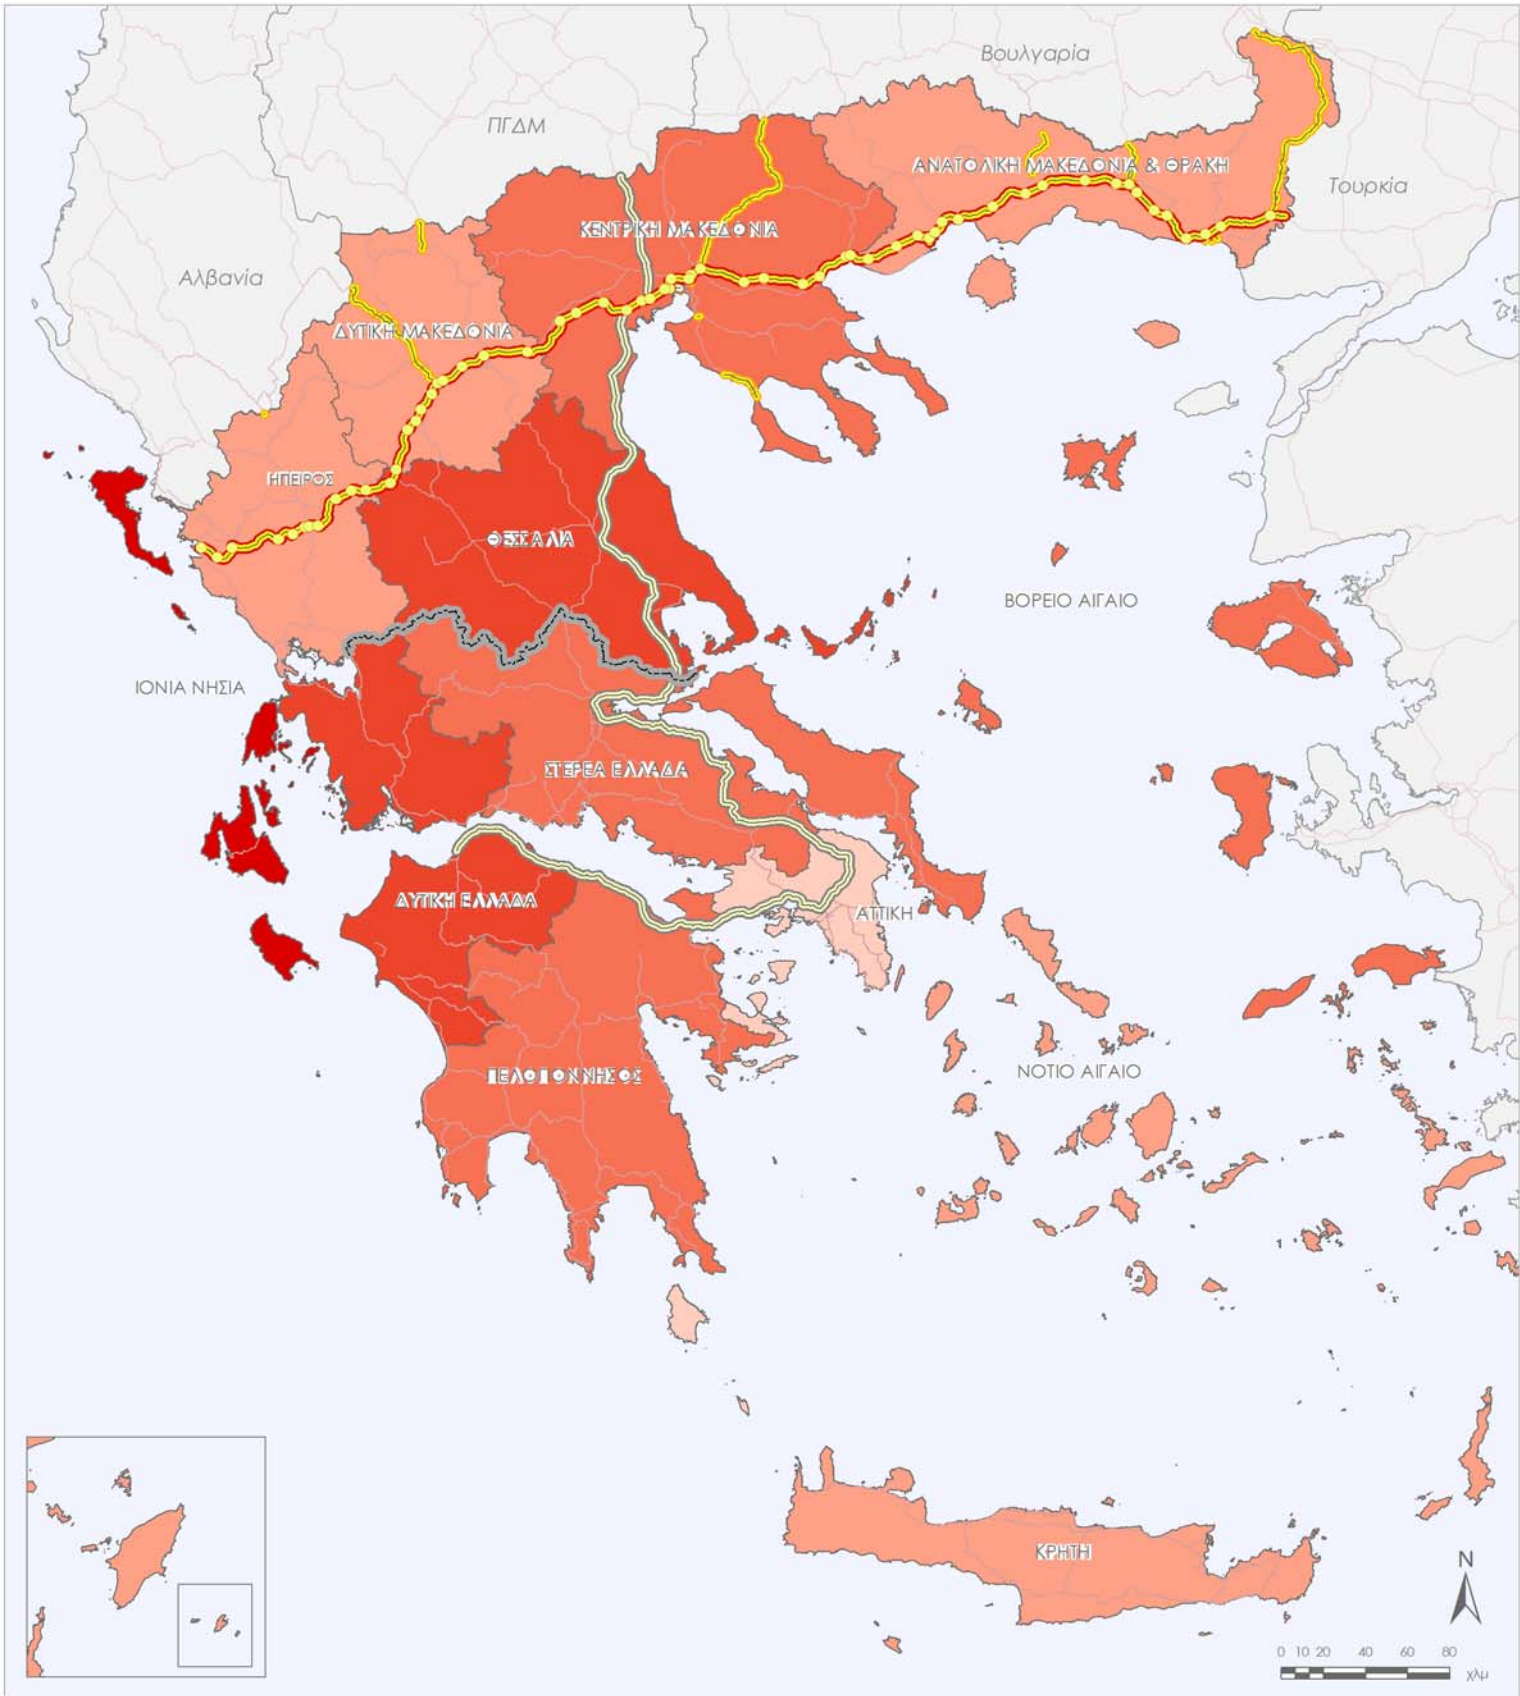 Βουλγαρία
ΠΓΔΜ
ΑΝΑΤΟΛΙΚΗ ΜΑΚΕΔΟΝΙΑ & ΘΡΑΚΗ
Τουρκία
ΚΕΝΤΡΙΚΗ ΜΑΚΕΔΟΝΙΑ
Αλβανία
ΔΥΤΙΚΗ ΜΑΚΕΔΟΝΙΑ
ΗΠΕΙΡΟΣ
ΘΕΣΣΑΛΙΑ
ΒΟΡΕΙΟ ΑΙΓΑΙΟ
ΙΟΝΙΑ ΝΗΣΙΑ
ΣΤΕΡΕΑ ΕΛΛΑΔΑ
ΔΥΤΙΚΗ ΕΛΛΑΔΑ
ΑΤΤΙΚΗ
ΝΟΤΙΟ ΑΙΓΑΙΟ
ΠΕΛΟΠΟΝΝΗΣΟΣ
ΚΡΗΤΗ
N
0 10 20 40 60 80
χλμ